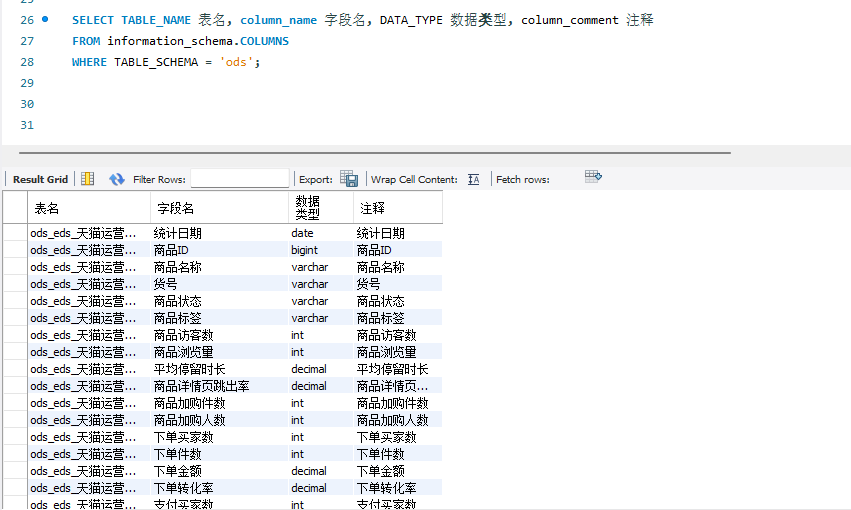 26 SELECT TABLE_NAME 表名, column_name 字段名, DATA_TYPE 数据类型, column_comment 注释
27 FROM information_schema.COLUMNS
28 WHERE TABLE_SCHEMA = 'ods';
29
30
31
Result Grid Filter Rows: Export: Wrap Cell Content: IA Fetch rows:
表名 字段名 数据类型 注释
ods_eds_天猫运营... 统计日期 date 统计日期
ods_eds_天猫运营... 商品ID bigint 商品ID
ods_eds_天猫运营... 商品名称 varchar 商品名称
ods_eds_天猫运营... 货号 varchar 货号
ods_eds_天猫运营... 商品状态 varchar 商品状态
ods_eds_天猫运营... 商品标签 varchar 商品标签
ods_eds_天猫运营... 商品访客数 int 商品访客数
ods_eds_天猫运营... 商品浏览量 int 商品浏览量
ods_eds_天猫运营... 平均停留时长 decimal 平均停留时长
ods_eds_天猫运营... 商品详情页跳出率 decimal 商品详情页...
ods_eds_天猫运营... 商品加购件数 int 商品加购件数
ods_eds_天猫运营... 商品加购人数 int 商品加购人数
ods_eds_天猫运营... 下单买家数 int 下单买家数
ods_eds_天猫运营... 下单件数 int 下单件数
ods_eds_天猫运营... 下单金额 decimal 下单金额
ods_eds_天猫运营... 下单转化率 decimal 下单转化率
ods_eds_天猫运营... 支付买家数 int 支付买家数